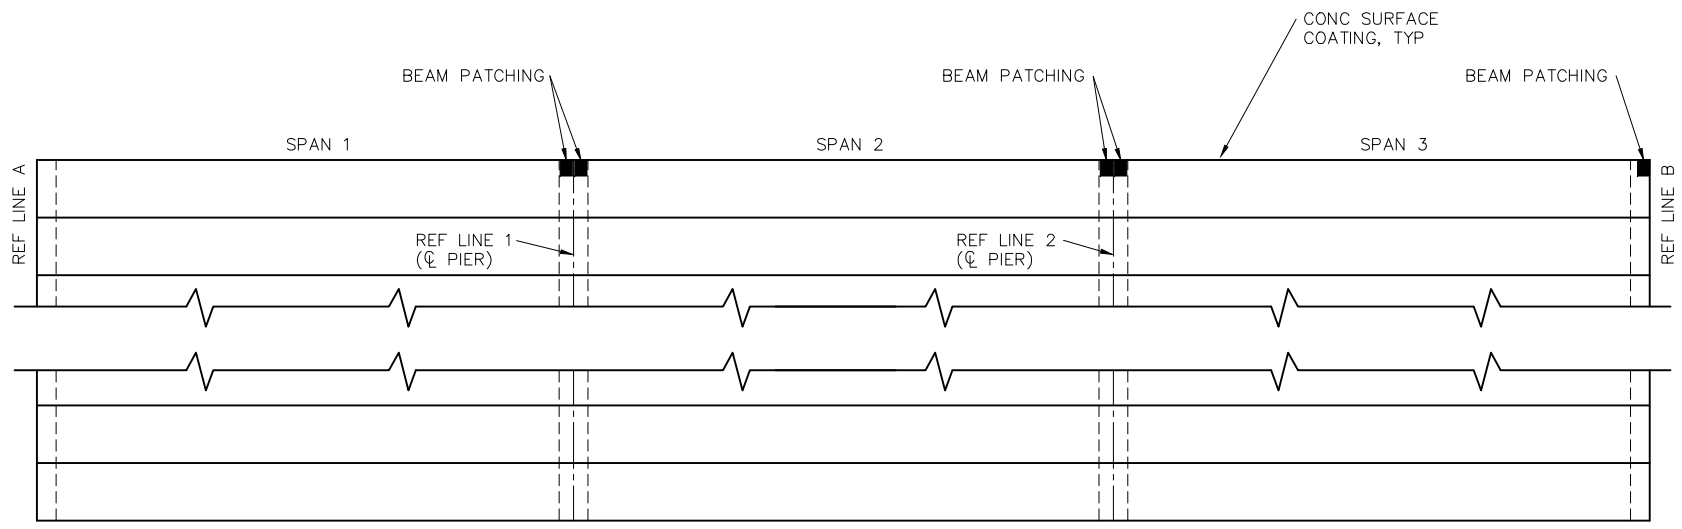 CONC SURFACE
COATING, TYP
BEAM PATCHING
BEAM PATCHING
BEAM PATCHING
SPAN 1
SPAN 2
SPAN 3
REF LINE A
REF LINE B
REF LINE 1
(℄ PIER)
REF LINE 2
(℄ PIER)